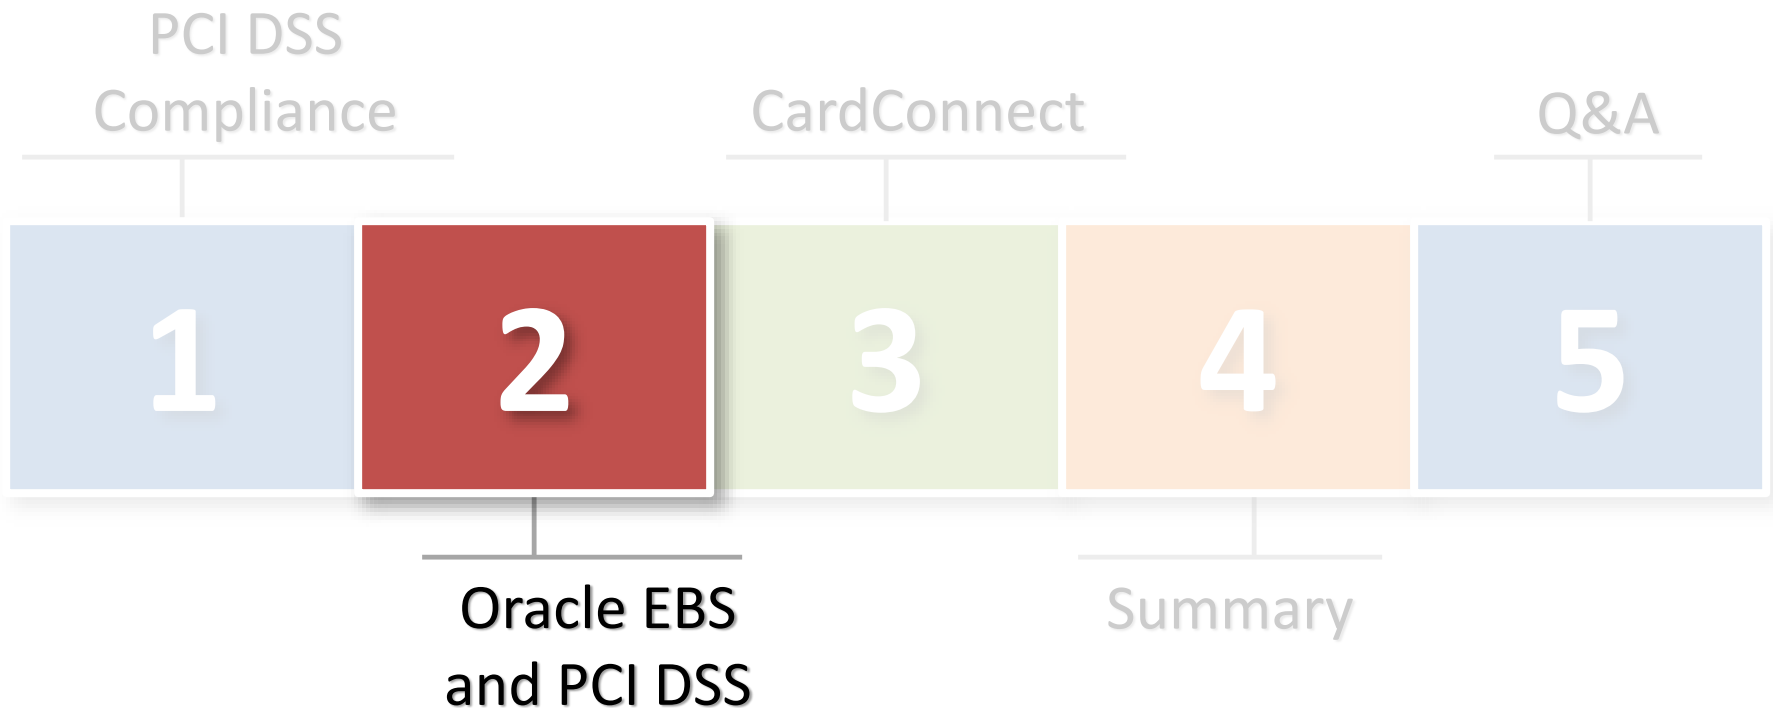 PCI DSS
Compliance
CardConnect
Q&A
1
2
3
4
5
Oracle EBS
and PCI DSS
Summary